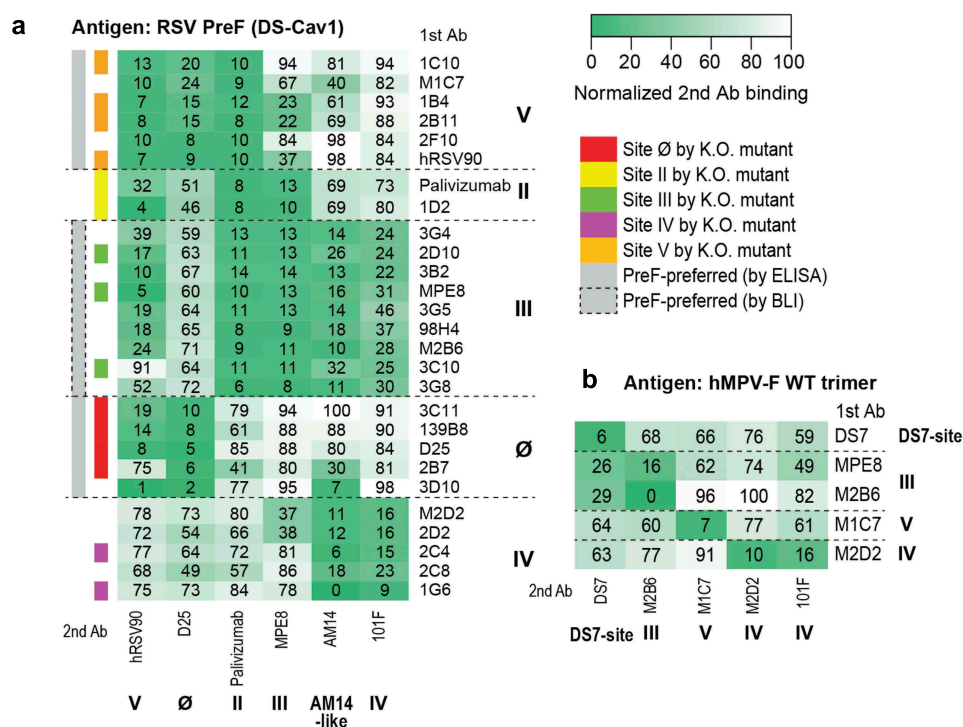 a
Antigen: RSV PreF (DS-Cav1)
1st Ab
13 20 10 94 81 94 1C10
10 24 9 67 40 82 M1C7
7 15 12 23 61 93 1B4
8 15 8 22 69 88 2B11
10 8 10 84 98 84 2F10
7 9 10 37 98 84 hRSV90
V
32 51 8 13 69 73 Palivizumab
4 46 8 10 69 80 1D2
II
39 59 13 13 14 24 3G4
17 63 11 13 26 24 2D10
10 67 14 14 13 22 3B2
5 60 10 13 16 31 MPE8
19 64 11 13 14 46 3G5
18 65 8 9 18 37 98H4
24 71 9 11 10 28 M2B6
91 64 11 11 32 25 3C10
52 72 6 8 11 30 3G8
III
19 10 79 94 100 91 3C11
14 8 61 88 88 90 139B8
8 5 85 88 80 84 D25
75 6 41 80 30 81 2B7
1 2 77 95 7 98 3D10
Ø
78 73 80 37 11 16 M2D2
72 54 66 38 12 16 2D2
77 64 72 81 6 15 2C4
68 49 57 86 18 23 2C8
75 73 84 78 0 9 1G6
IV
2nd Ab
hRSV90 D25 Palivizumab MPE8 AM14 101F
V Ø II III AM14 IV
-like
0 20 40 60 80 100
Normalized 2nd Ab binding
Site Ø by K.O. mutant
Site II by K.O. mutant
Site III by K.O. mutant
Site IV by K.O. mutant
Site V by K.O. mutant
PreF-preferred (by ELISA)
PreF-preferred (by BLI)
b
Antigen: hMPV-F WT trimer
1st Ab
6 68 66 76 59 DS7 DS7-site
26 16 62 74 49 MPE8
29 0 96 100 82 M2B6
III
64 60 7 77 61 M1C7 V
63 77 91 10 16 M2D2 IV
2nd Ab
DS7 M2B6 M1C7 M2D2 101F
DS7-site III V IV IV